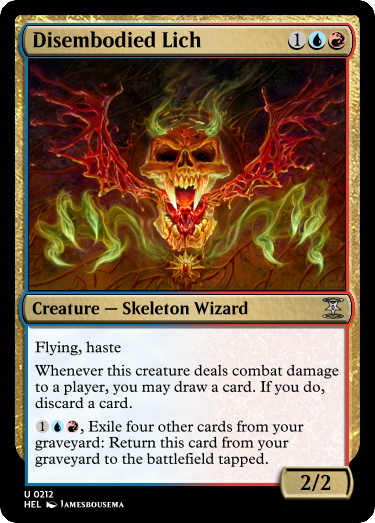 Disembodied Lich 1
Creature — Skeleton Wizard
Flying, haste
Whenever this creature deals combat damage
to a player, you may draw a card. If you do,
discard a card.
1, Exile four other cards from your
graveyard: Return this card from your
graveyard to the battlefield tapped.
2/2
U 0212
HEL JAMESBOUSEMA